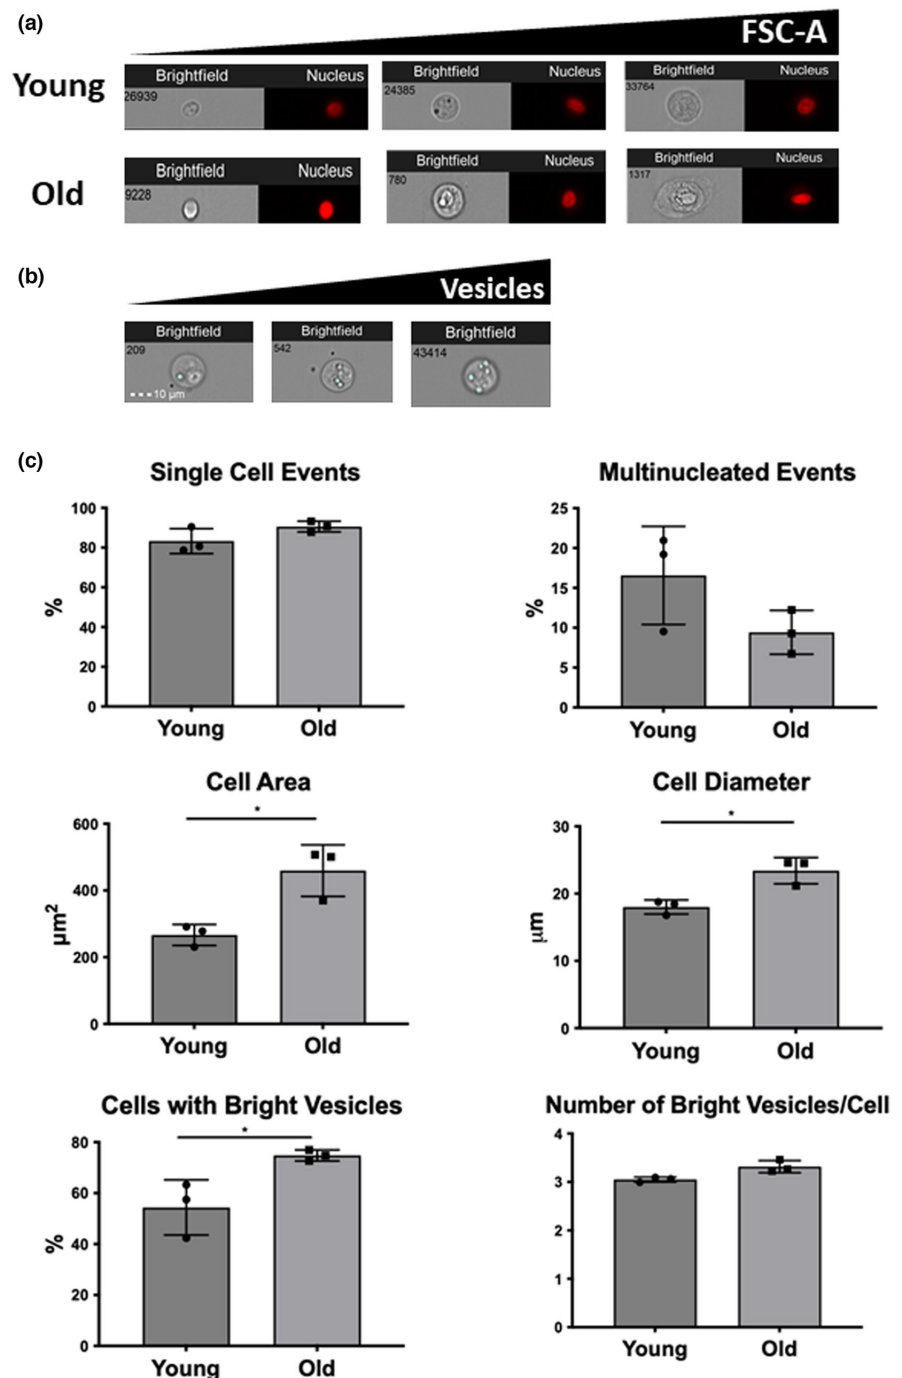 (a)
FSC-A
Young
Brightfield Nucleus
26939
Brightfield Nucleus
24385
Brightfield Nucleus
33764
Old
Brightfield Nucleus
9228
Brightfield Nucleus
780
Brightfield Nucleus
1317
(b)
Vesicles
Brightfield
209
10 µm
Brightfield
542
Brightfield
43414
(c)
Single Cell Events
100
80
60
40
20
0
%
Young Old
Multinucleated Events
25
20
15
10
5
0
%
Young Old
Cell Area
*
600
400
200
0
µm2
Young Old
Cell Diameter
*
30
20
10
0
µm
Young Old
Cells with Bright Vesicles
*
80
60
40
20
0
%
Young Old
Number of Bright Vesicles/Cell
4
3
2
1
0
Young Old